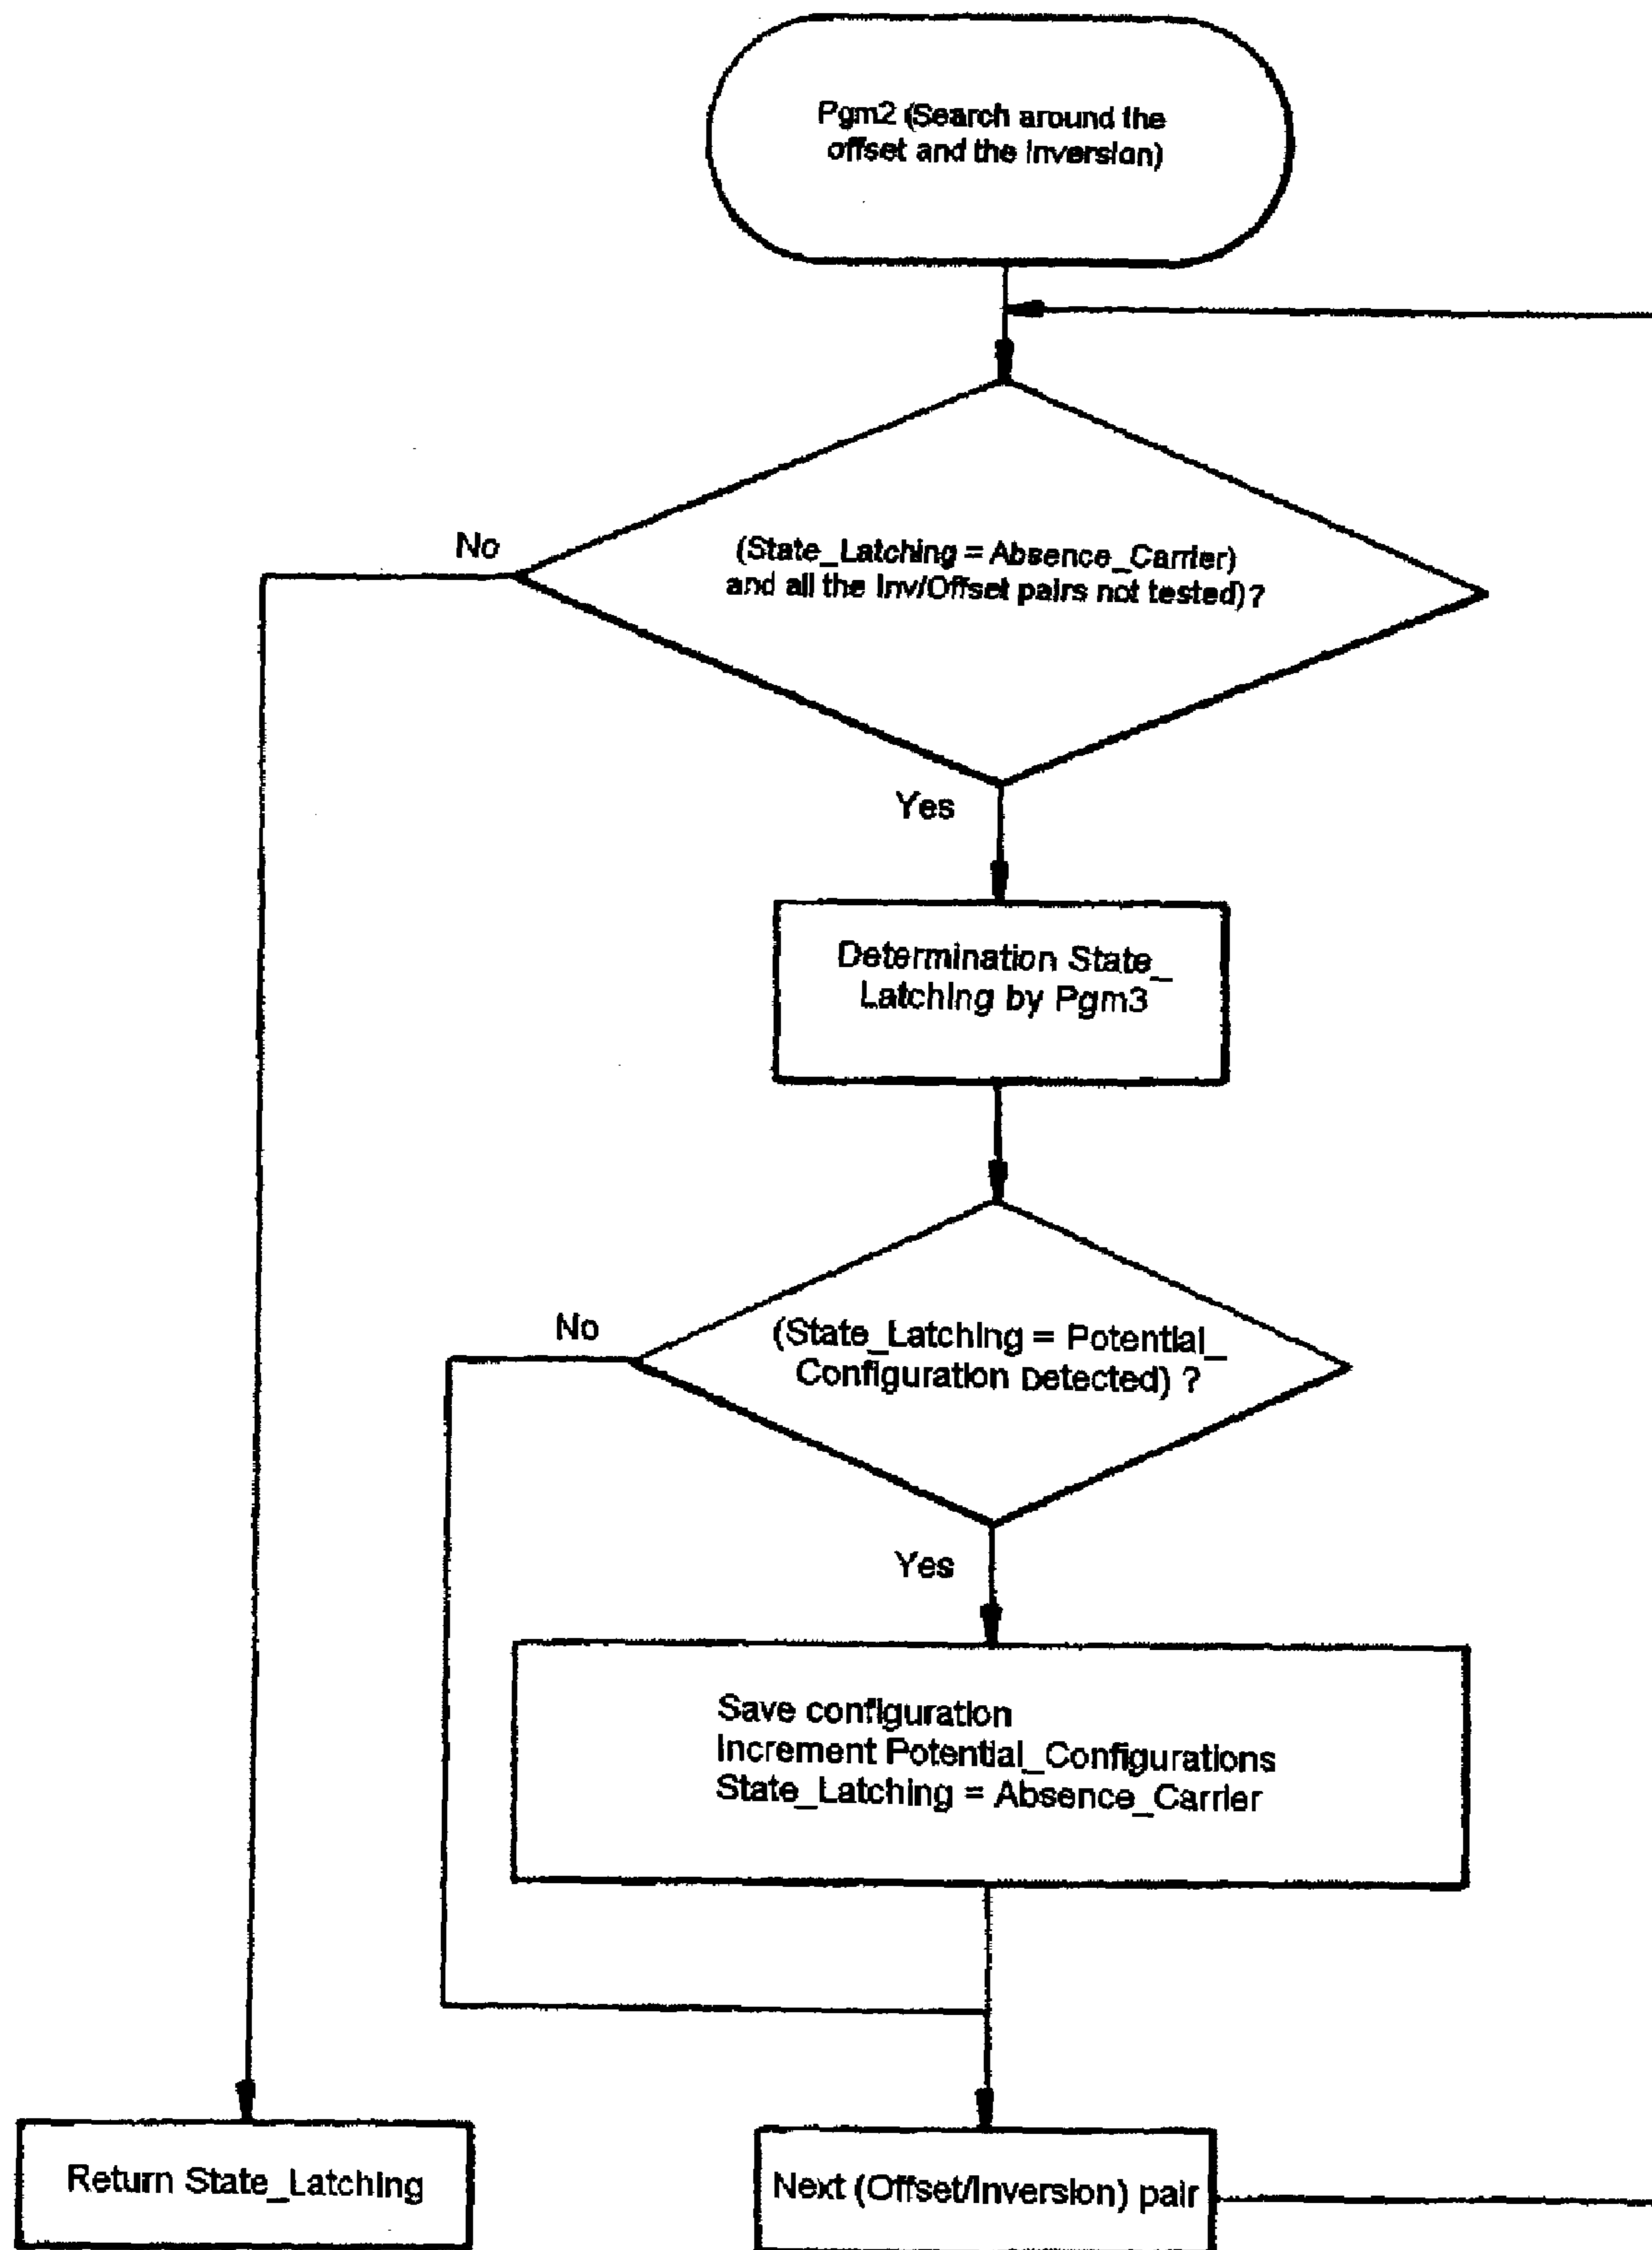 Pgm2 (Search around the
offset and the Inversion)
No
(State_Latching = Absence_Carrier)
and all the Inv/Offset pairs not tested)?
Yes
Determination State_
Latching by Pgm3
No
(State_Latching = Potential_
Configuration Detected) ?
Yes
Save configuration
Increment Potential_Configurations
State_Latching = Absence_Carrier
Return State_Latching
Next (Offset/Inversion) pair